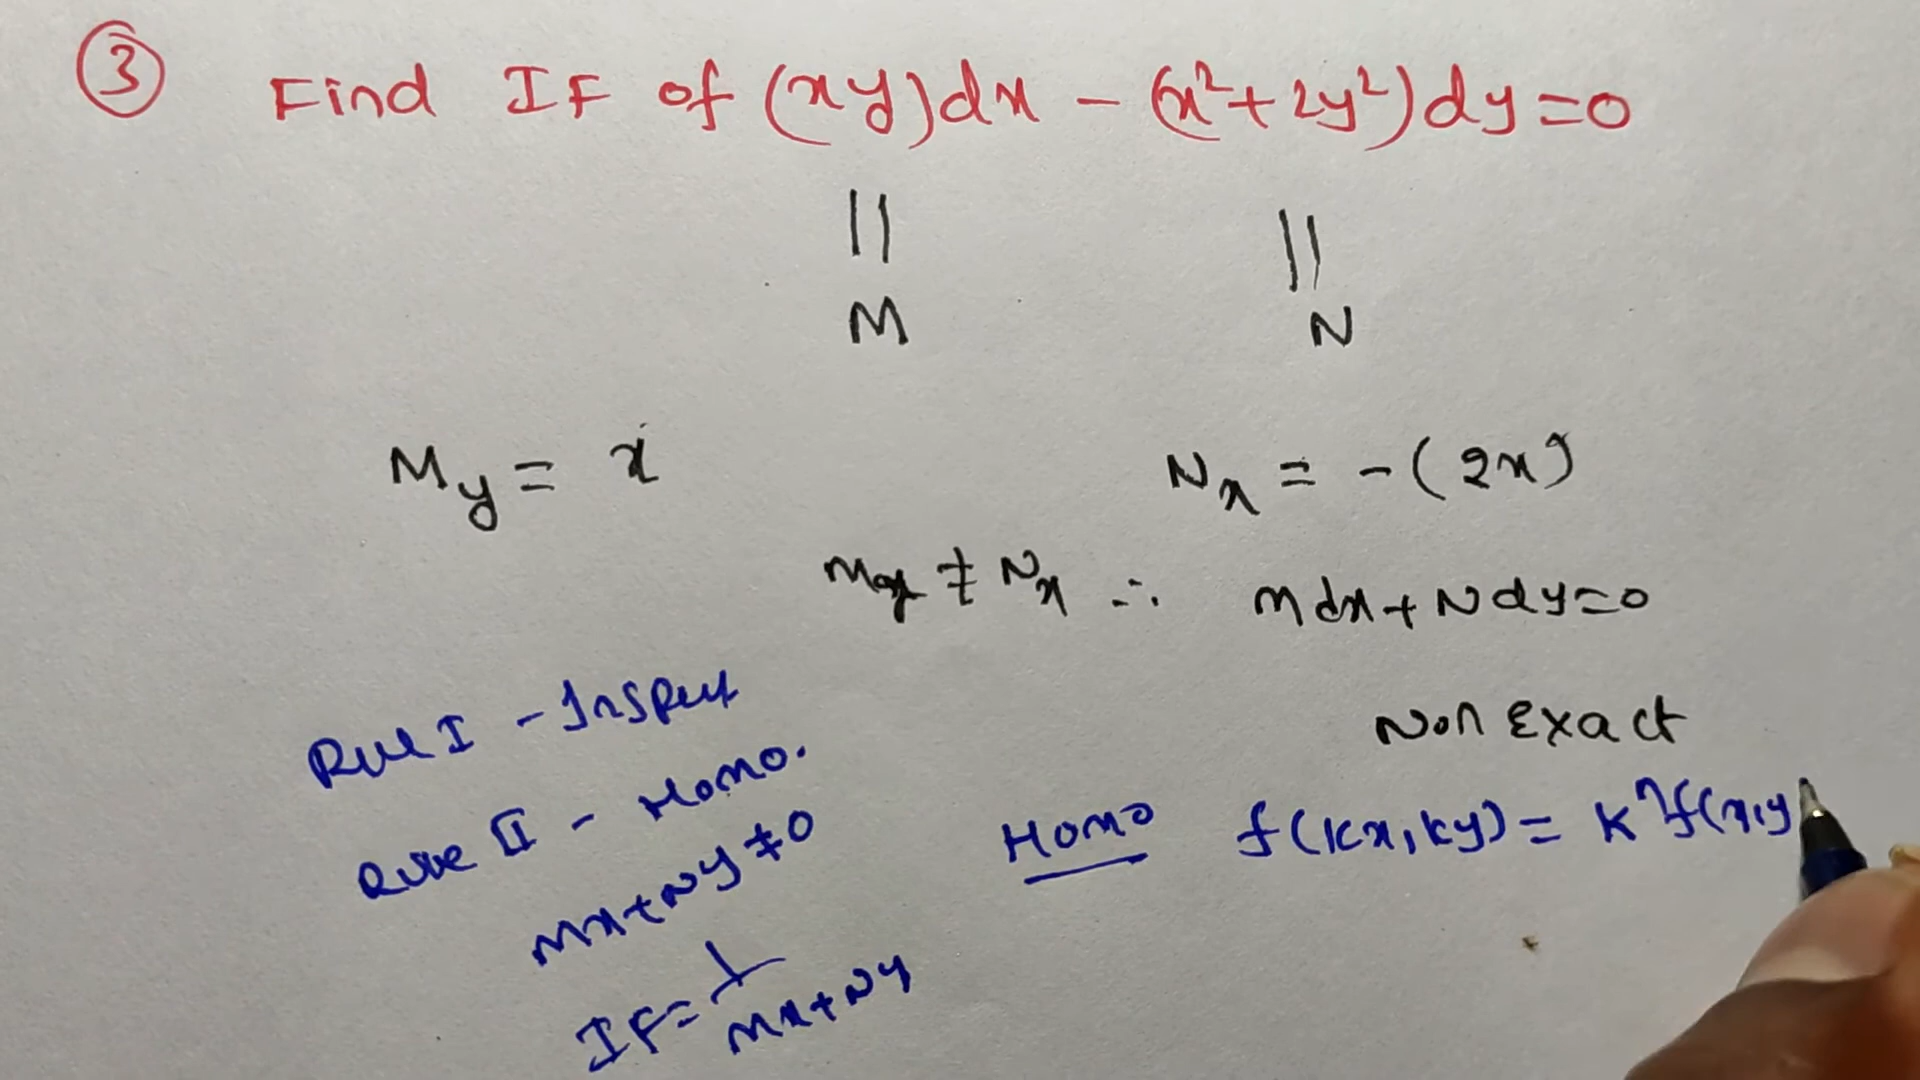 ③ Find IF of (xy)dx - (x²+2y²)dy=0
|| ||
M N
My = x Nx = -(2x)
My ≠ Nx ∴ Mdx+Ndy=0
Non Exact
Rule I - Inspect
Rule II - Homo.
Mx+Ny≠0
IF= 1/Mx+Ny
Homo f(kx,ky) = Kⁿf(x,y